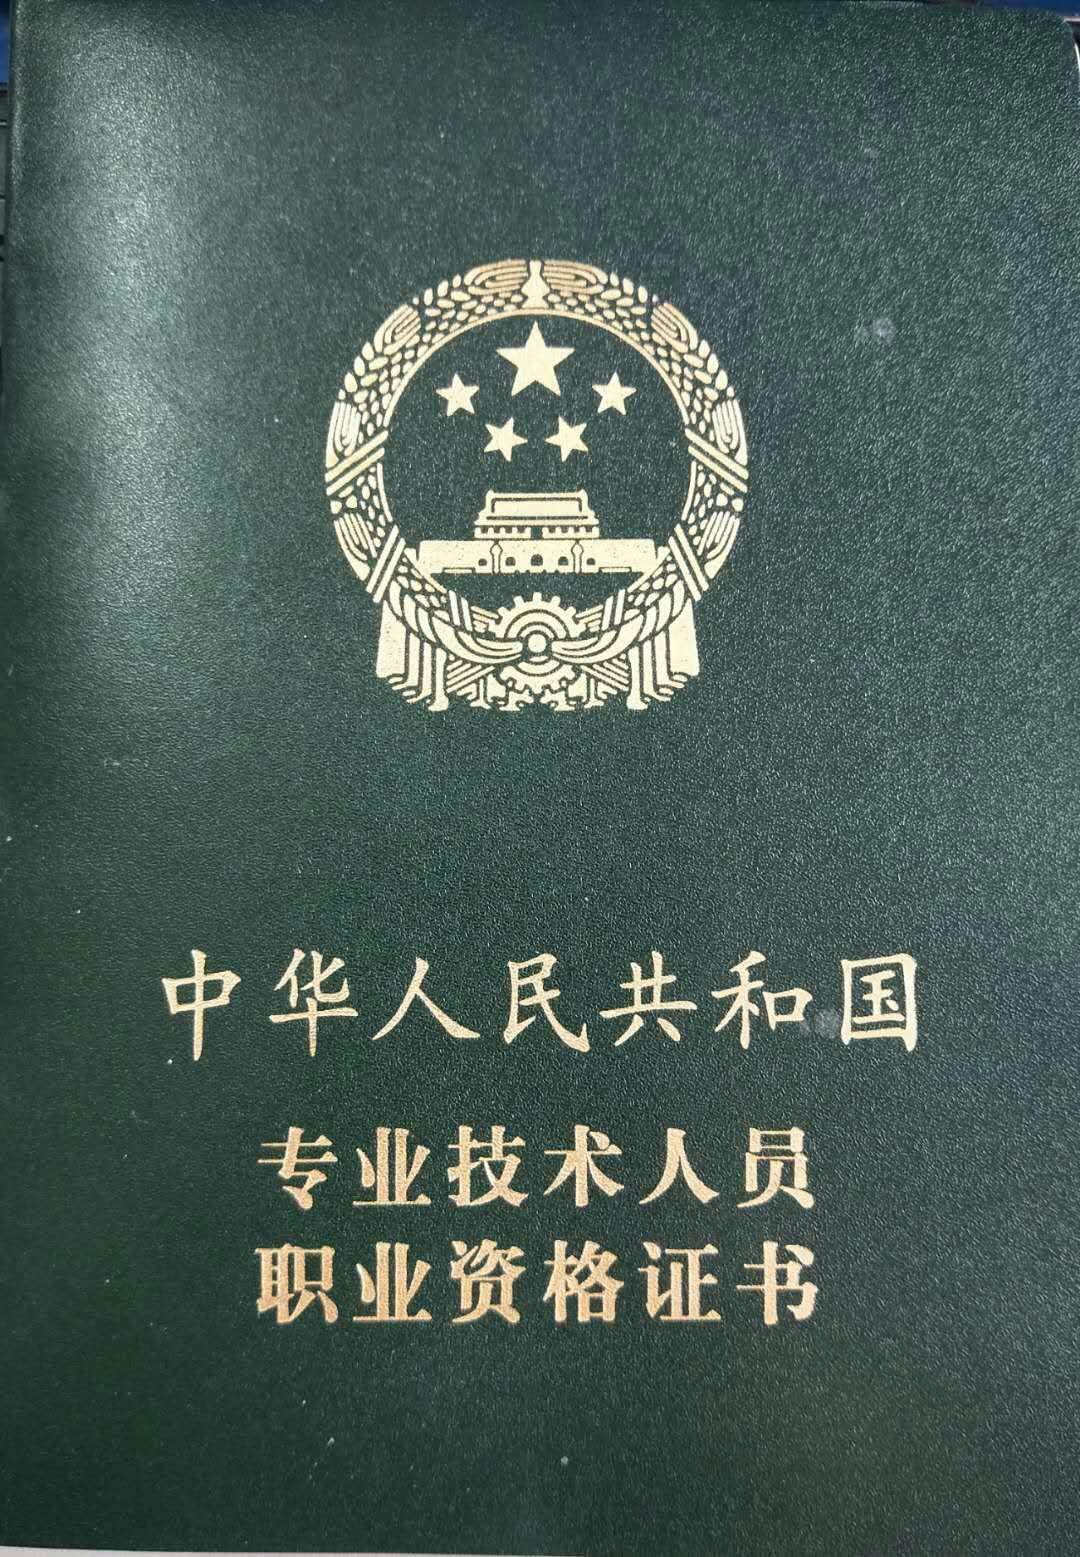 中华人民共和国
专业技术人员
职业资格证书